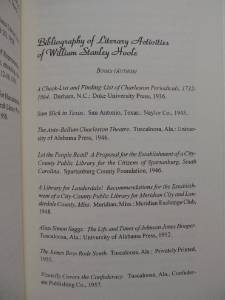 Bibliography of Literary Activities
of William Stanley Hoole
BOOKS (AUTHOR)
A Check-List and Finding-List of Charleston Periodicals, 1732-
1864. Durham, N.C.: Duke University Press, 1936.
Sam Slick in Texas. San Antonio, Texas: Naylor Co., 1945.
The Ante-Bellum Charleston Theatre. Tuscaloosa, Ala.: Univer-
sity of Alabama Press, 1946.
Let the People Read! A Proposal for the Establishment of a City-
County Public Library for the Citizens of Spartanburg, South
Carolina. Spartanburg County Foundation, 1946.
A Library for Lauderdale: Recommendations for the Establish-
ment of a City-County Public Library for Meridian City and Lau-
derdale County, Miss. Meridian, Miss.: Meridian Exchange Club,
1948.
Alias Simon Suggs: The Life and Times of Johnson Jones Hooper.
Tuscaloosa, Ala.: University of Alabama Press, 1952.
The James Boys Rode South. Tuscaloosa, Ala.: Privately Printed,
1955.
Vizetelly Covers the Confederacy. Tuscaloosa, Ala., Confeder-
ate Publishing Co., 1957.